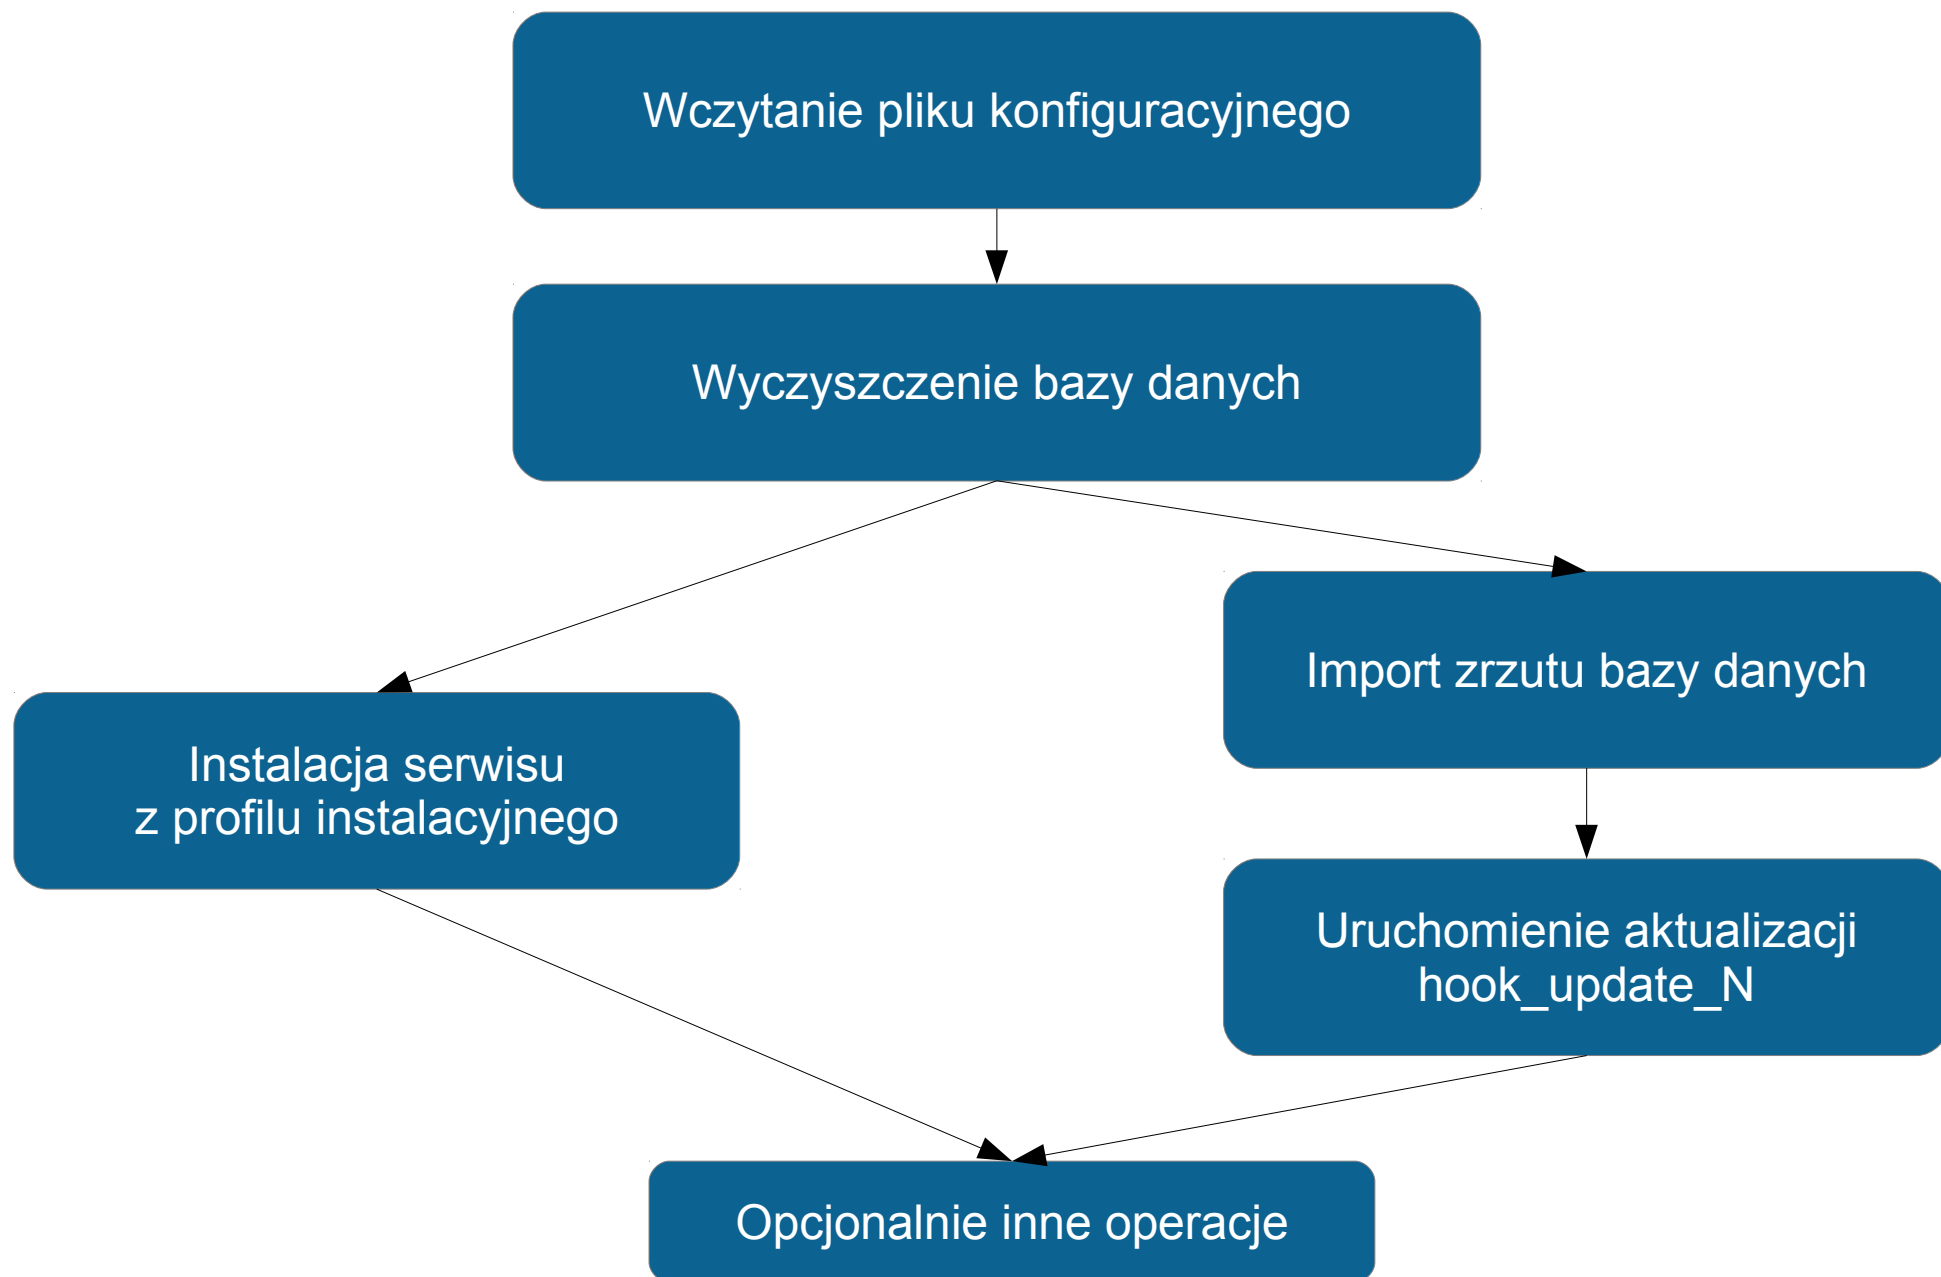 Wczytanie pliku konfiguracyjnego
Wyczyszczenie bazy danych
Import zrzutu bazy danych
Instalacja serwisu
z profilu instalacyjnego
Uruchomienie aktualizacji
hook_update_N
Opcjonalnie inne operacje